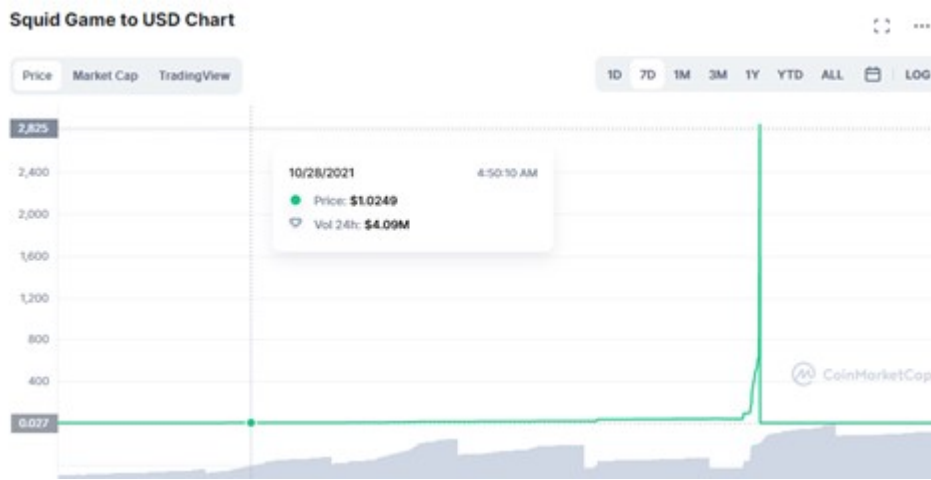 Squid Game to USD Chart
Price Market Cap TradingView
1D 7D 1M 3M 1Y YTD ALL LOG
2,825
2,400
2,000
1,600
1,200
800
400
0.027
10/28/2021 4:50:10 AM
Price: $1.0249
Vol 24h: $4.09M
CoinMarketCap